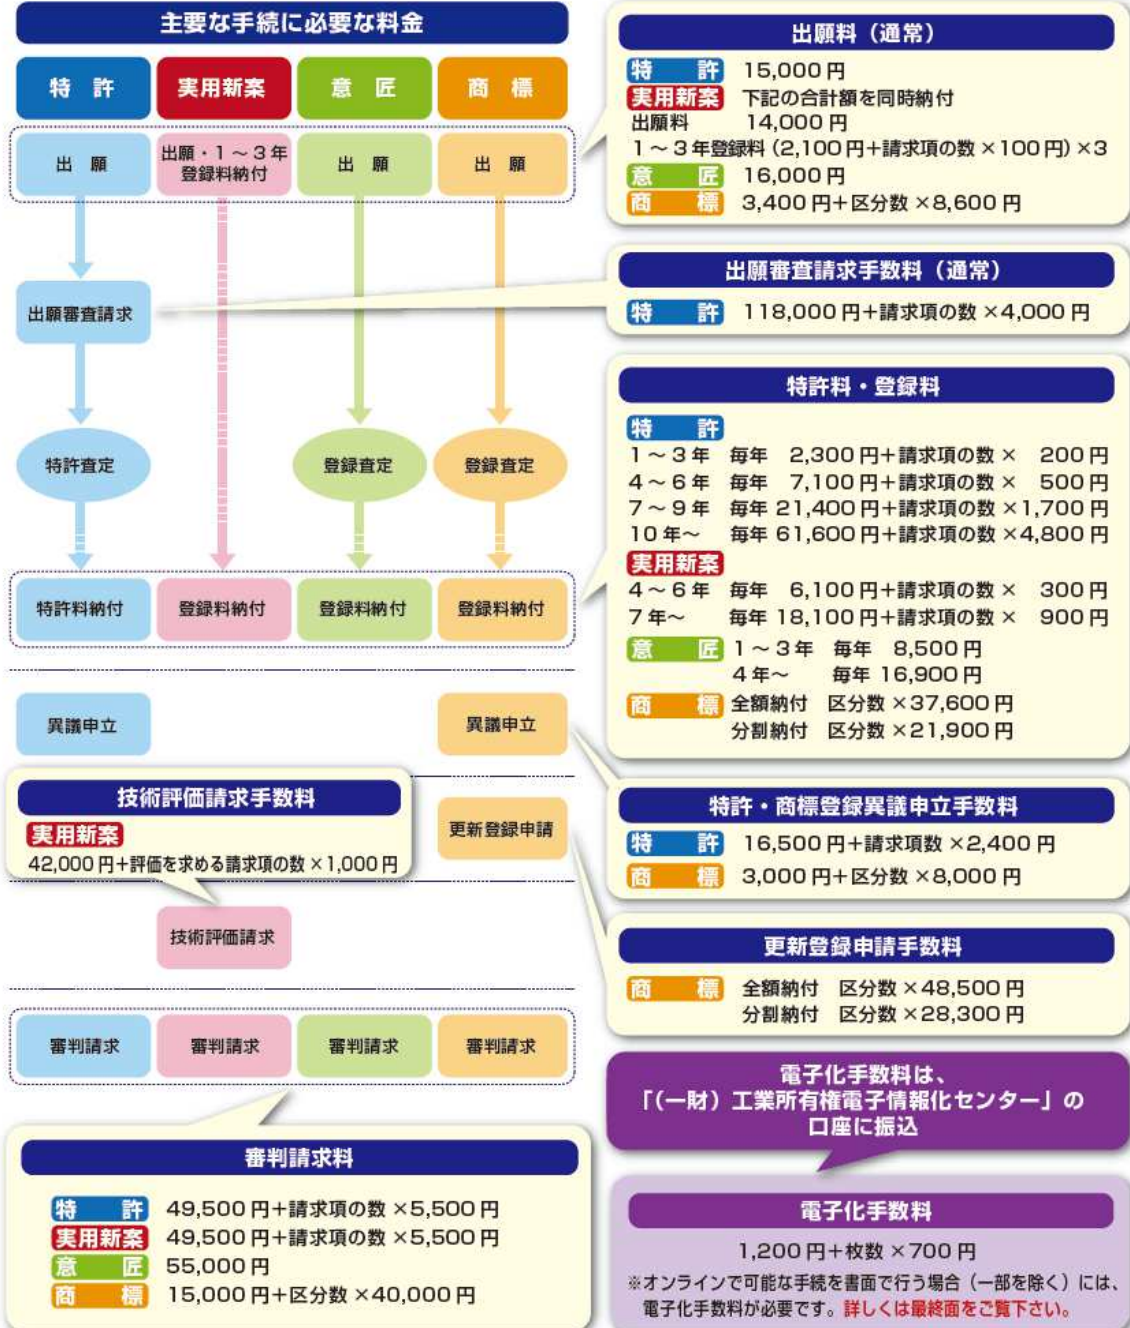 主要な手続に必要な料金
特　許
実用新案
意　匠
商　標
出　願
出願・1～3年
登録料納付
出　願
出　願
出願審査請求
特許査定
登録査定
登録査定
特許料納付
登録料納付
登録料納付
登録料納付
異議申立
異議申立
技術評価請求手数料
実用新案
42,000円＋評価を求める請求項の数×1,000円
更新登録申請
技術評価請求
審判請求
審判請求
審判請求
審判請求
審判請求料
特　許　49,500円＋請求項の数×5,500円
実用新案　49,500円＋請求項の数×5,500円
意　匠　55,000円
商　標　15,000円＋区分数×40,000円
出願料（通常）
特　許　15,000円
実用新案　下記の合計額を同時納付
出願料　14,000円
1～3年登録料（2,100円＋請求項の数×100円）×3
意　匠　16,000円
商　標　3,400円＋区分数×8,600円
出願審査請求手数料（通常）
特　許　118,000円＋請求項の数×4,000円
特許料・登録料
特　許
1～3年　毎年　2,300円＋請求項の数×　200円
4～6年　毎年　7,100円＋請求項の数×　500円
7～9年　毎年 21,400円＋請求項の数×1,700円
10年～　毎年 61,600円＋請求項の数×4,800円
実用新案
4～6年　毎年　6,100円＋請求項の数×　300円
7年～　毎年 18,100円＋請求項の数×　900円
意　匠　1～3年　毎年　8,500円
4年～　毎年 16,900円
商　標　全額納付　区分数×37,600円
分割納付　区分数×21,900円
特許・商標登録異議申立手数料
特　許　16,500円＋請求項数×2,400円
商　標　3,000円＋区分数×8,000円
更新登録申請手数料
商　標　全額納付　区分数×48,500円
分割納付　区分数×28,300円
電子化手数料は、
「(一財）工業所有権電子情報化センター」の
口座に振込
電子化手数料
1,200円＋枚数×700円
※オンラインで可能な手続を書面で行う場合（一部を除く）には、
電子化手数料が必要です。詳しくは最終面をご覧下さい。